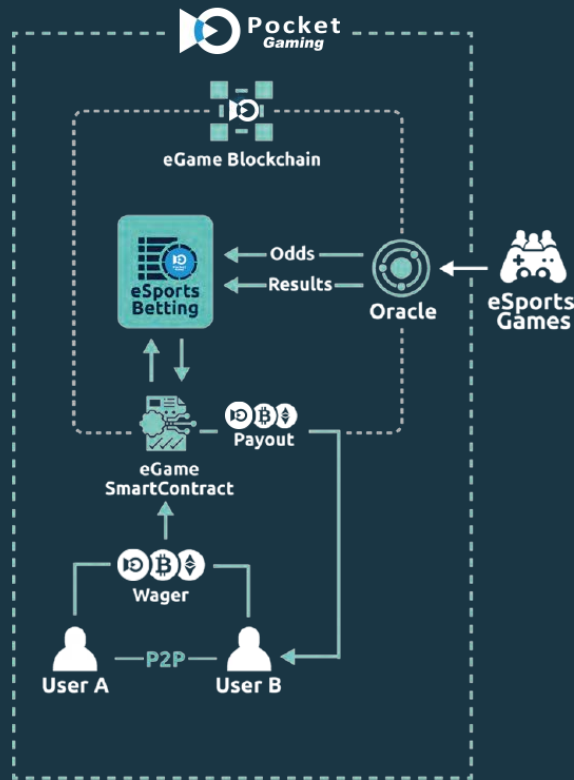 Pocket
Gaming
eGame Blockchain
eSports
Betting
Odds
Results
Oracle
eSports
Games
Payout
eGame
SmartContract
Wager
P2P
User A
User B